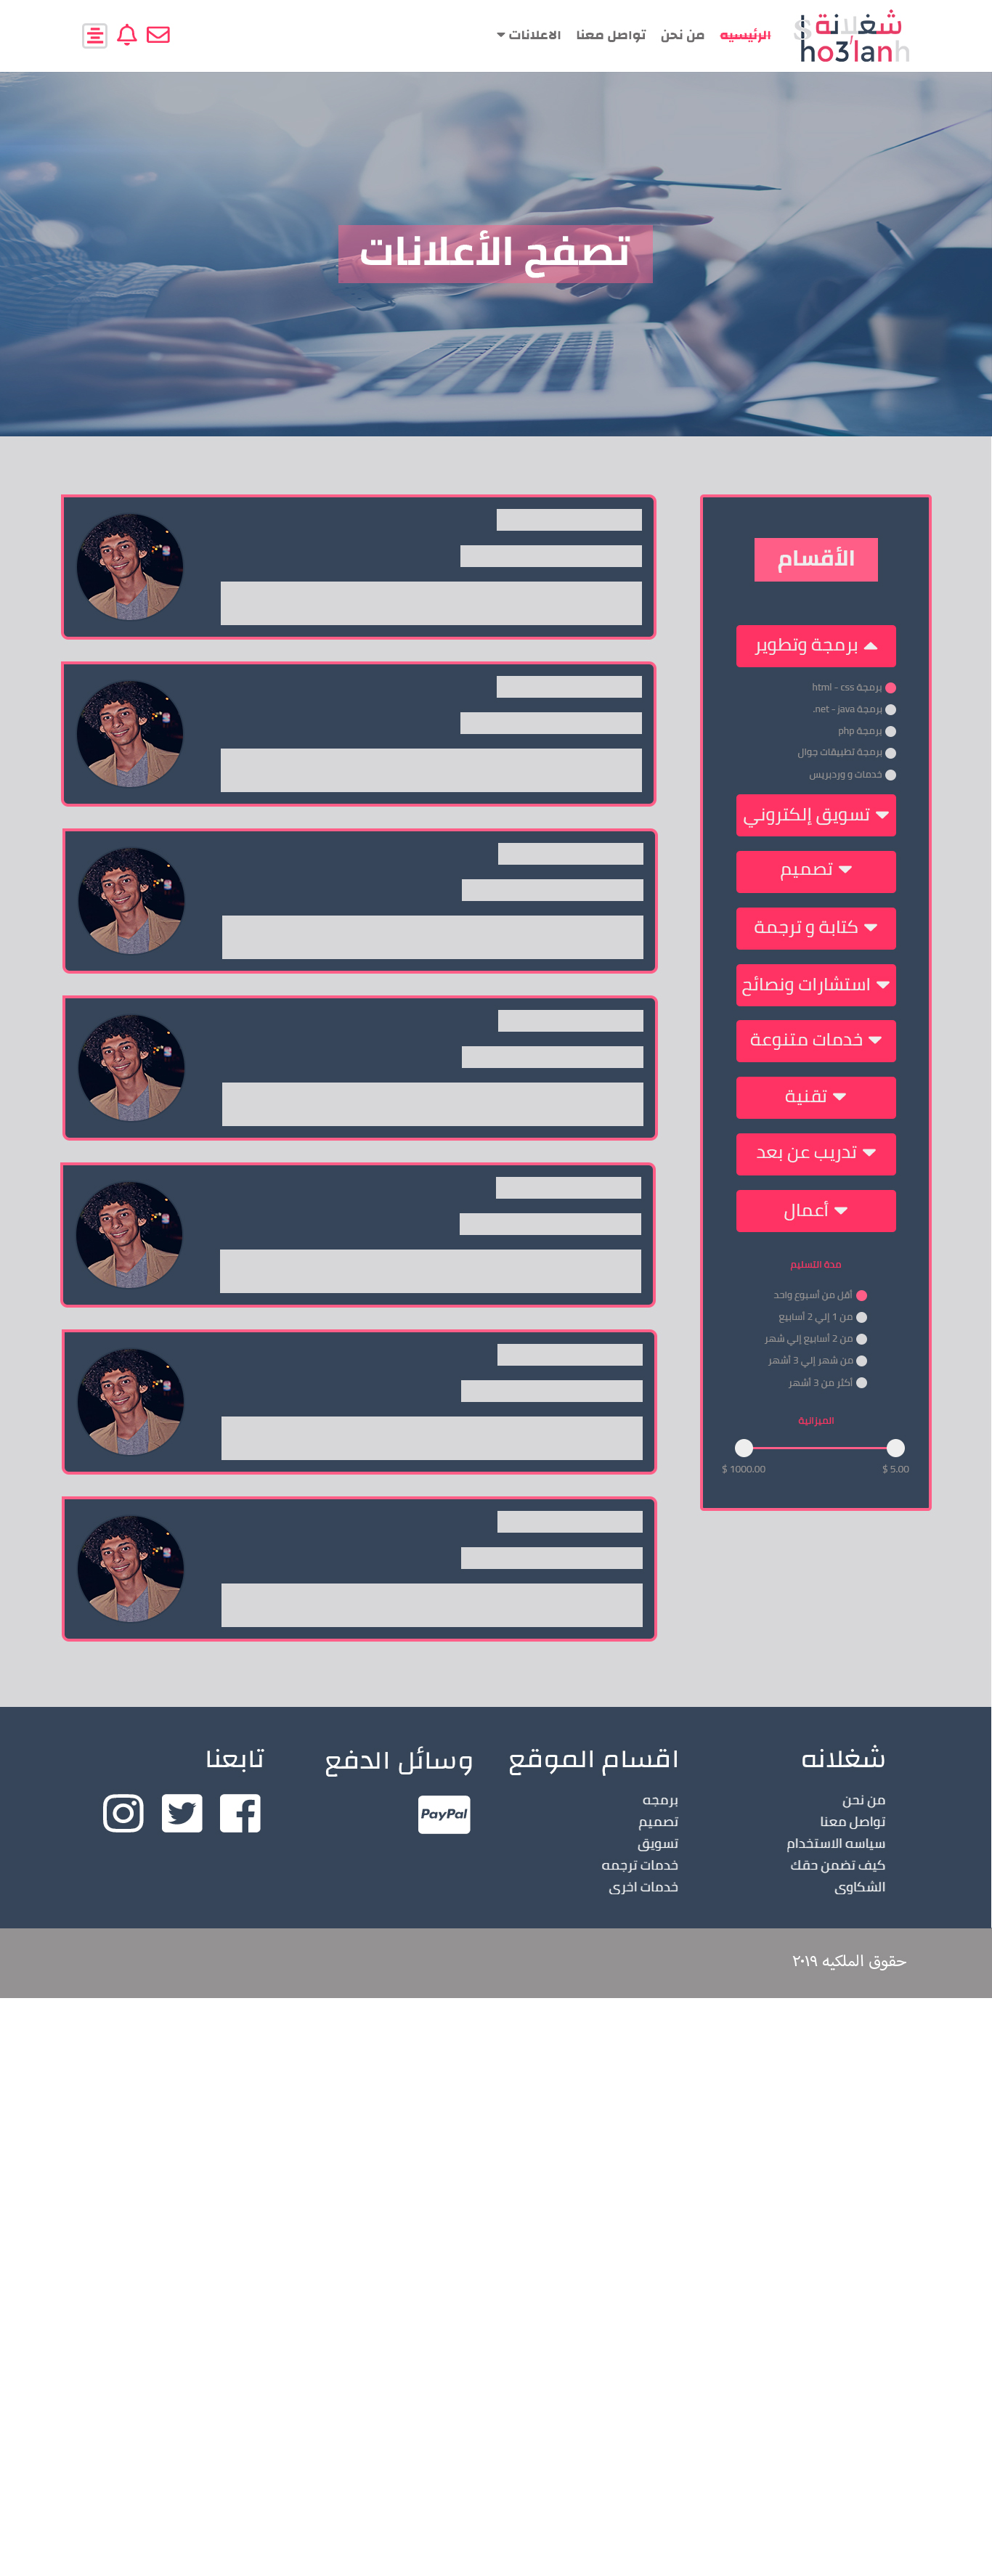 شغلانة
Sho3lanh
الرئيسيه
من نحن
تواصل معنا
الاعلانات
تصفح الأعلانات
الأقسام
برمجة وتطوير
برمجة html - css
برمجة net - java.
برمجة php
برمجة تطبيقات جوال
خدمات و وردبريس
تسويق إلكتروني
تصميم
كتابة و ترجمة
استشارات ونصائح
خدمات متنوعة
تقنية
تدريب عن بعد
أعمال
مدة التسليم
أقل من أسبوع واحد
من 1 إلي 2 أسابيع
من 2 أسابيع إلي شهر
من شهر إلي 3 أشهر
أكثر من 3 أشهر
الميزانية
$ 5.00
$ 1000.00
شغلانه
من نحن
تواصل معنا
سياسه الاستخدام
كيف تضمن حقك
الشكاوى
اقسام الموقع
برمجه
تصميم
تسويق
خدمات ترجمه
خدمات اخرى
وسائل الدفع
PayPal
تابعنا
حقوق الملكيه ٢٠١٩